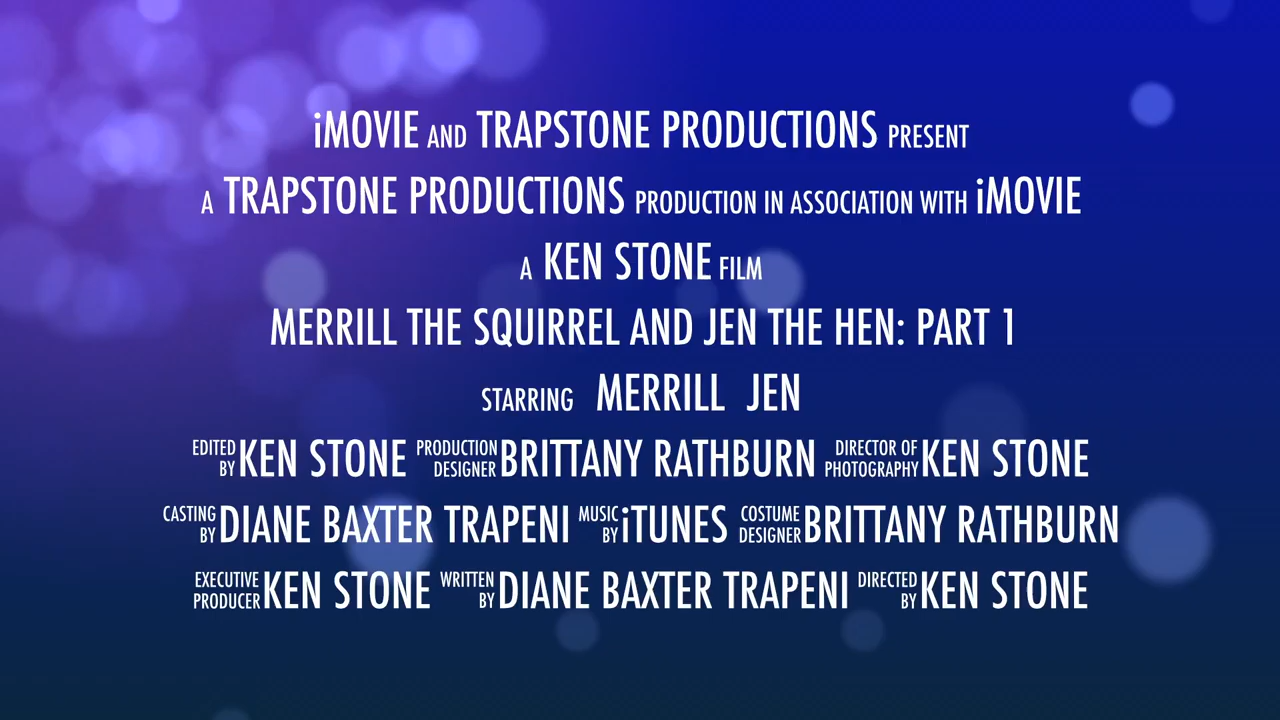 iMOVIE AND TRAPSTONE PRODUCTIONS PRESENT
A TRAPSTONE PRODUCTIONS PRODUCTION IN ASSOCIATION WITH iMOVIE
A KEN STONE FILM
MERRILL THE SQUIRREL AND JEN THE HEN: PART 1
STARRING MERRILL JEN
EDITED BY KEN STONE PRODUCTION DESIGNER BRITTANY RATHBURN DIRECTOR OF PHOTOGRAPHY KEN STONE
CASTING BY DIANE BAXTER TRAPENI MUSIC BY iTUNES COSTUME DESIGNER BRITTANY RATHBURN
EXECUTIVE PRODUCER KEN STONE WRITTEN BY DIANE BAXTER TRAPENI DIRECTED BY KEN STONE